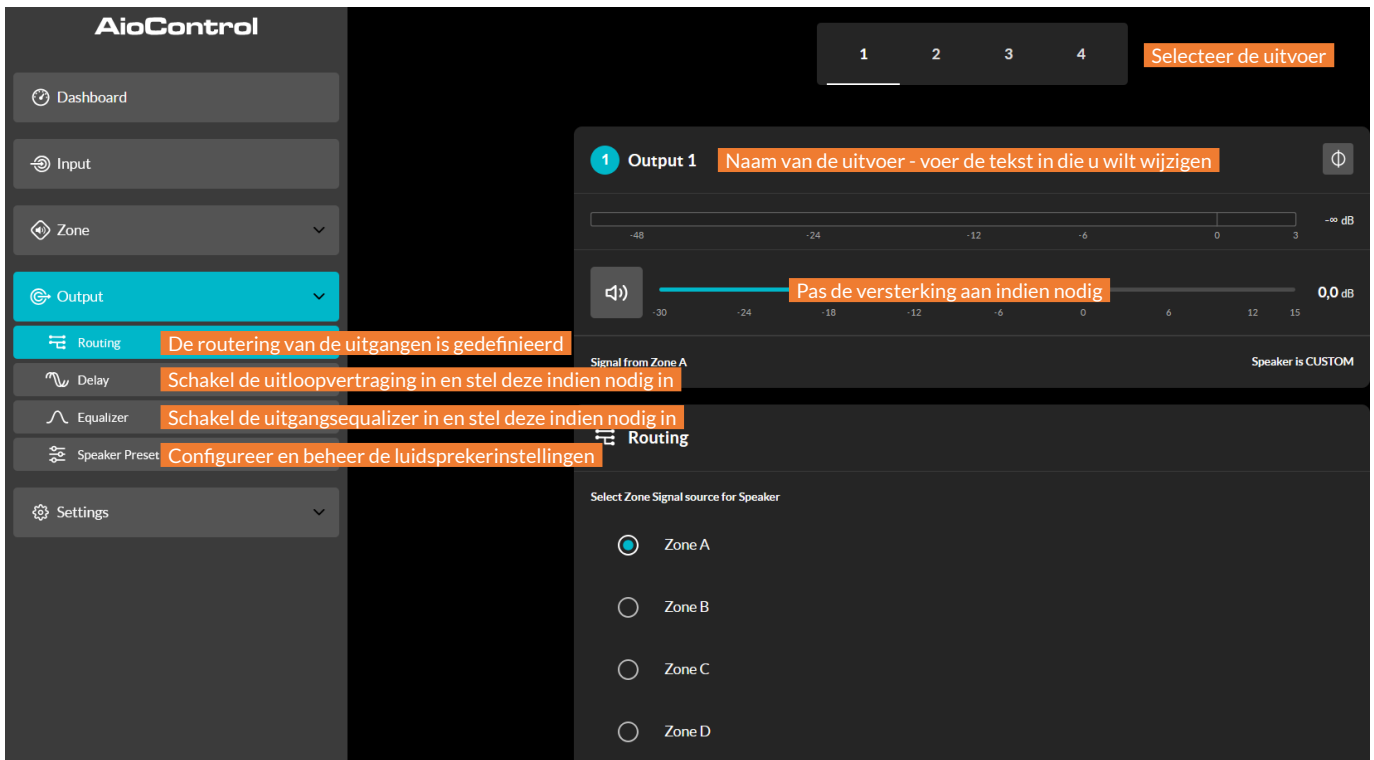 AioControl
Dashboard
Input
Zone
Output
Routing De routering van de uitgangen is gedefinieerd
Delay Schakel de uitloopvertraging in en stel deze indien nodig in
Equalizer Schakel de uitgangsequalizer in en stel deze indien nodig in
Speaker Preset Configureer en beheer de luidsprekerinstellingen
Settings
1 2 3 4 Selecteer de uitvoer
1 Output 1 Naam van de uitvoer - voer de tekst in die u wilt wijzigen
-∞ dB
-48 -24 -12 -6 0 3
Pas de versterking aan indien nodig 0,0 dB
-30 -24 -18 -12 -6 0 6 12 15
Signal from Zone A Speaker is CUSTOM
Routing
Select Zone Signal source for Speaker
Zone A
Zone B
Zone C
Zone D